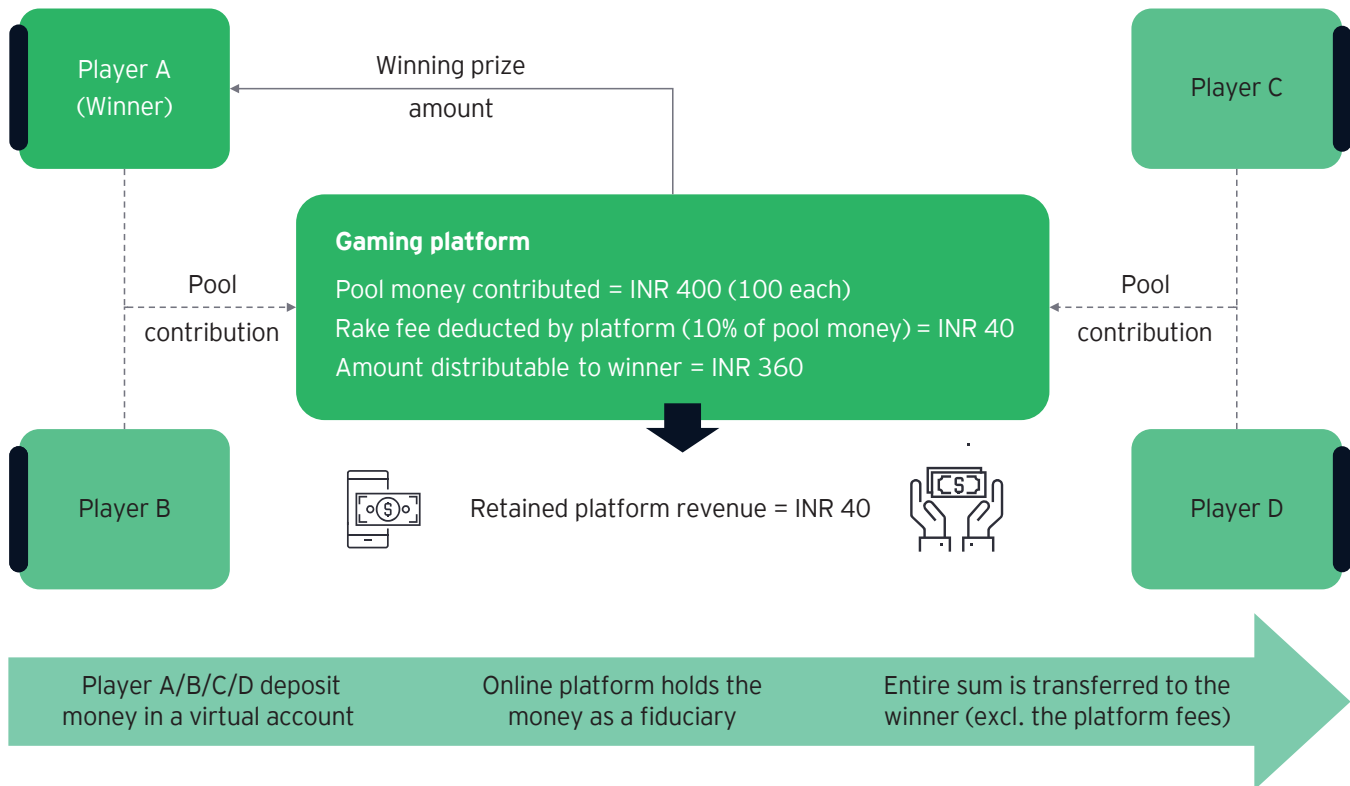 Player A
(Winner)
Winning prize
amount
Player C
Gaming platform
Pool money contributed = INR 400 (100 each)
Rake fee deducted by platform (10% of pool money) = INR 40
Amount distributable to winner = INR 360
Pool
contribution
Pool
contribution
Player B
$
Retained platform revenue = INR 40
$
Player D
Player A/B/C/D deposit
money in a virtual account
Online platform holds the
money as a fiduciary
Entire sum is transferred to the
winner (excl. the platform fees)